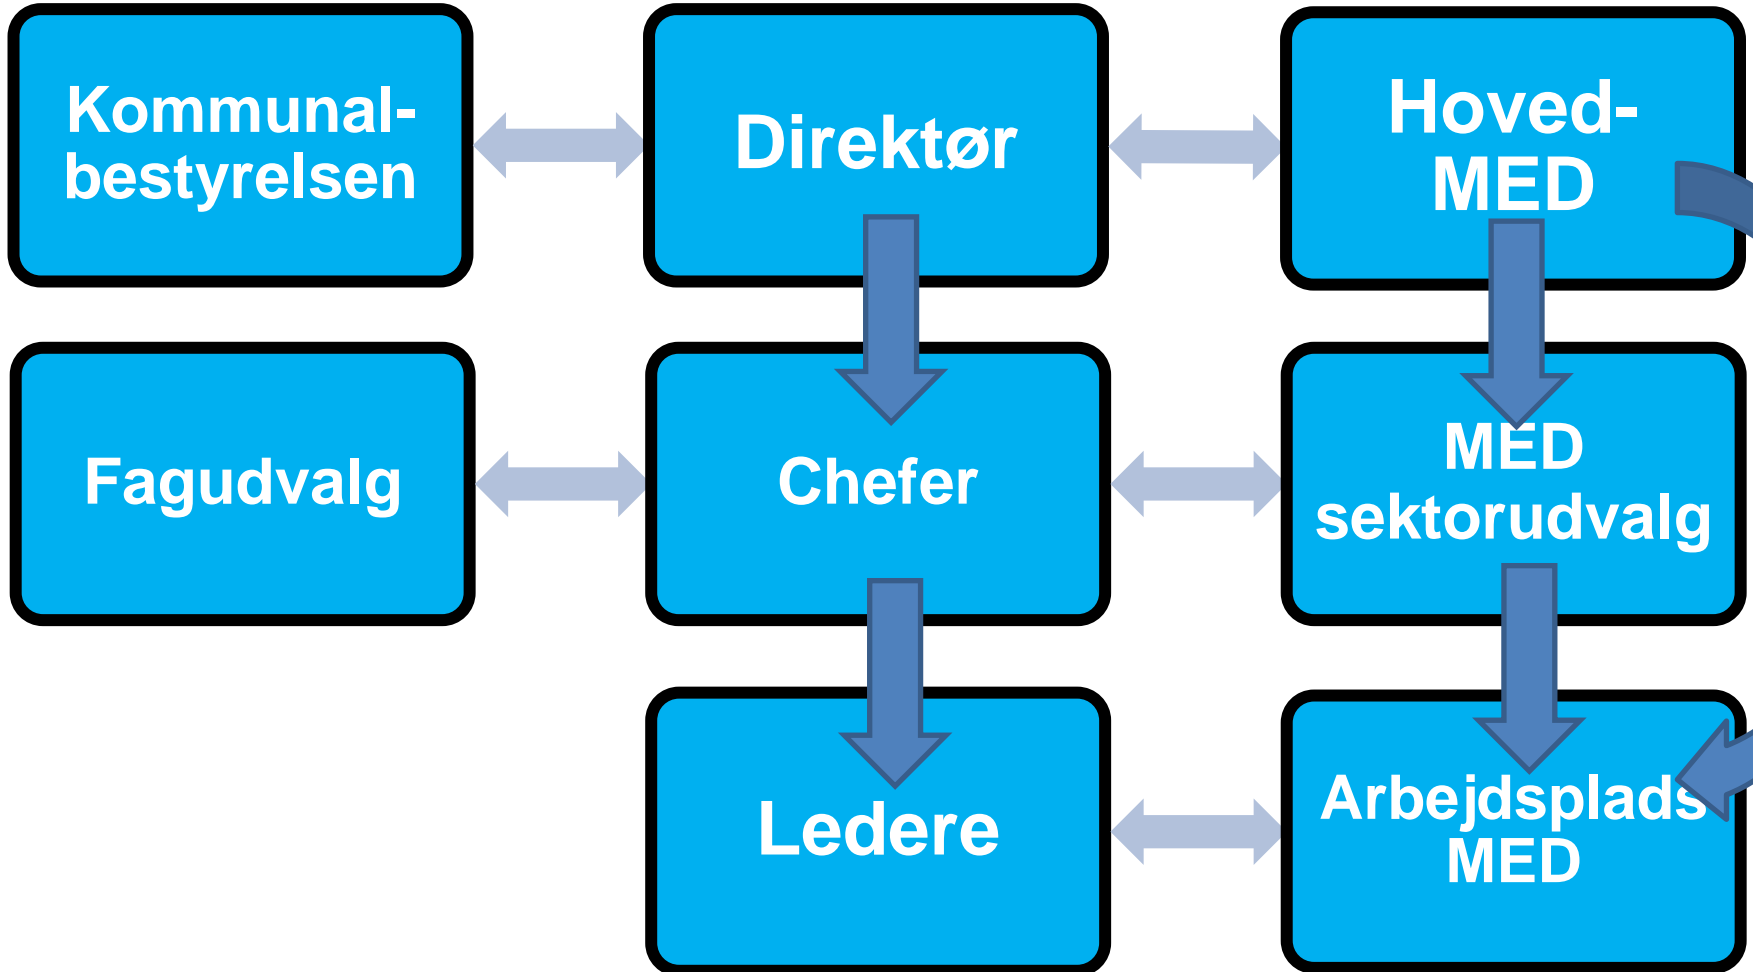 Kommunal-
bestyrelsen
Direktør
Hoved-
MED
Fagudvalg
Chefer
MED
sektorudvalg
Ledere
Arbejdsplads
MED